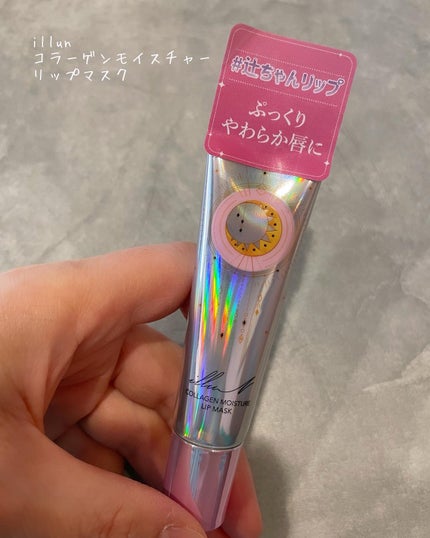 illun
コラーゲンモイスチャー
リップマスク
#辻ちゃんリップ
ぷっくり
やわらか唇に
illun
COLLAGEN MOISTURE
LIP MASK